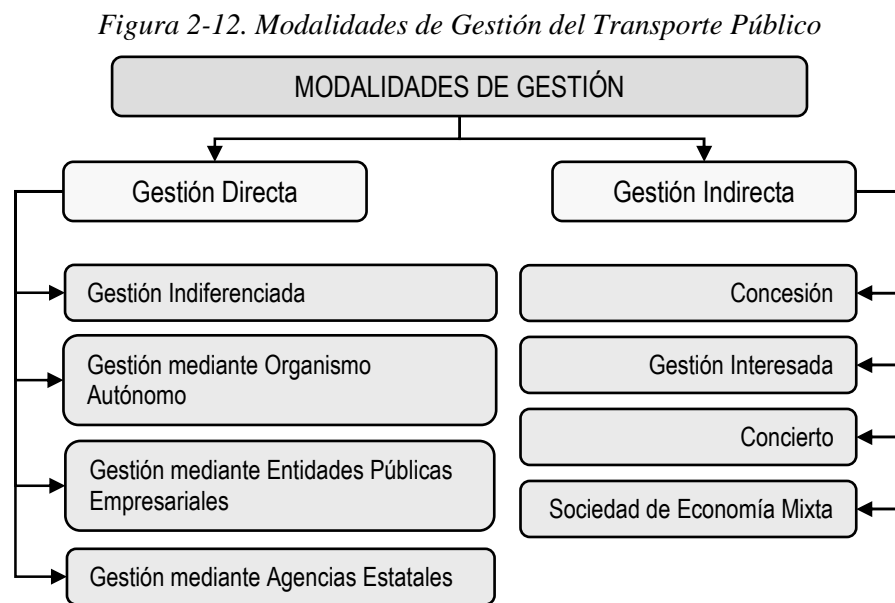 Figura 2-12. Modalidades de Gestión del Transporte Público
MODALIDADES DE GESTIÓN
Gestión Directa
Gestión Indirecta
Gestión Indiferenciada
Gestión mediante Organismo
Autónomo
Gestión mediante Entidades Públicas
Empresariales
Gestión mediante Agencias Estatales
Concesión
Gestión Interesada
Concierto
Sociedad de Economía Mixta